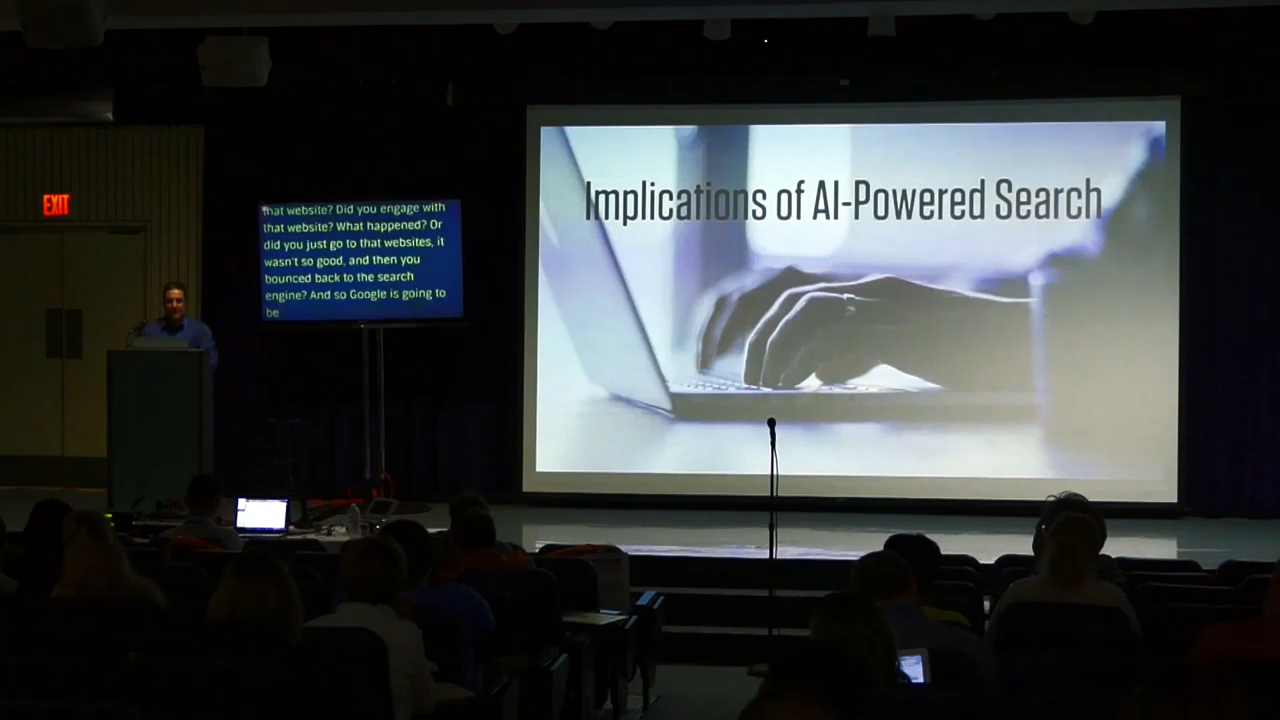 EXIT
that website? Did you engage with
that website? What happened? Or
did you just go to that websites, it
wasn't so good, and then you
bounced back to the search
engine? And so Google is going to
be
Implications of AI-Powered Search